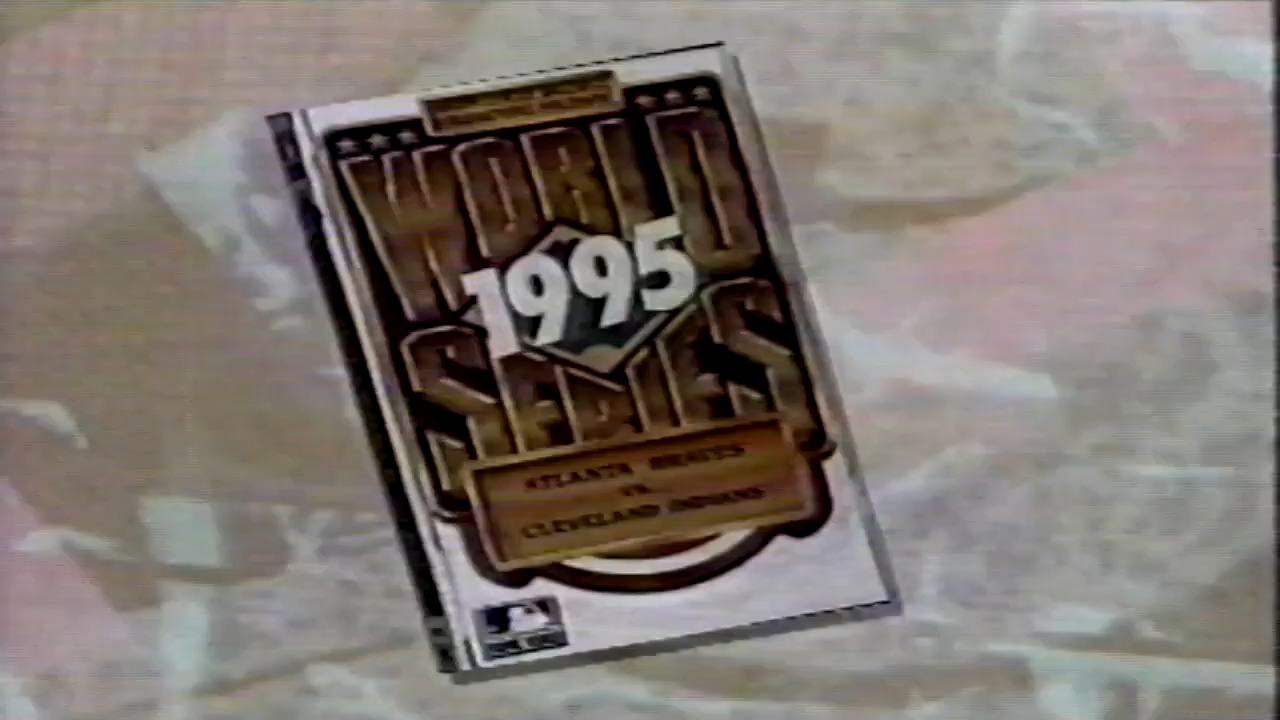 WORLD
1995
SERIES
ATLANTA BRAVES
VS.
CLEVELAND INDIANS